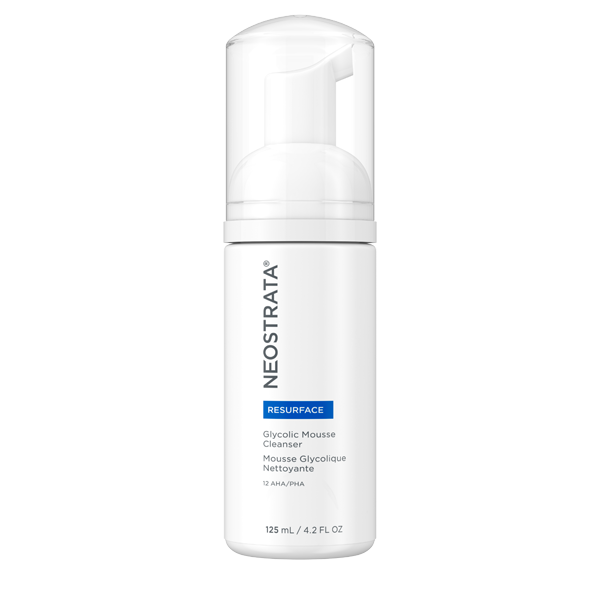 NEOSTRATA®
RESURFACE
Glycolic Mousse
Cleanser
Mousse Glycolique
Nettoyante
12 AHA/PHA
125 mL / 4.2 FL OZ